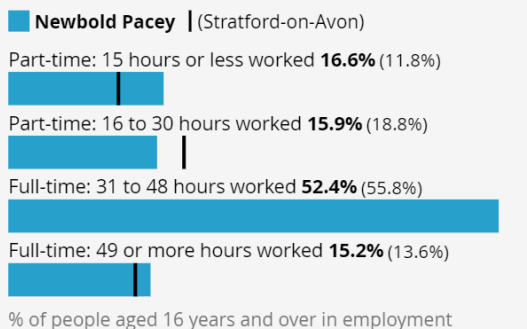 Newbold Pacey | (Stratford-on-Avon)
Part-time: 15 hours or less worked 16.6% (11.8%)
Part-time: 16 to 30 hours worked 15.9% (18.8%)
Full-time: 31 to 48 hours worked 52.4% (55.8%)
Full-time: 49 or more hours worked 15.2% (13.6%)
% of people aged 16 years and over in employment